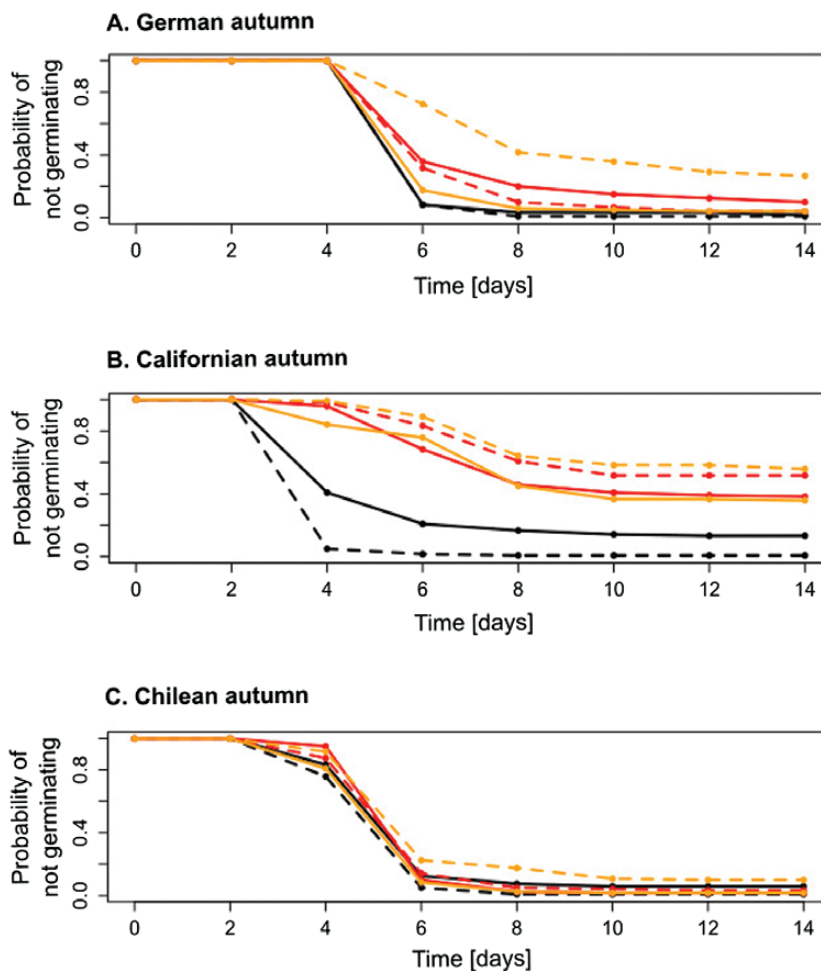 A. German autumn
Probability of
not germinating
0.0 0.4 0.8
0 2 4 6 8 10 12 14
Time [days]
B. Californian autumn
Probability of
not germinating
0.0 0.4 0.8
0 2 4 6 8 10 12 14
Time [days]
C. Chilean autumn
Probability of
not germinating
0.0 0.4 0.8
0 2 4 6 8 10 12 14
Time [days]